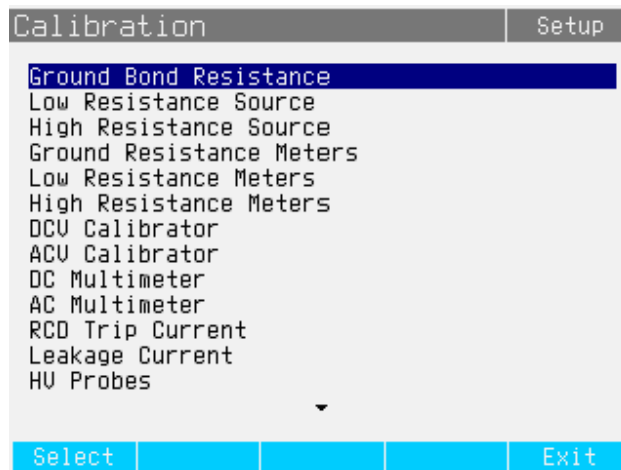 Calibration Setup
Ground Bond Resistance
Low Resistance Source
High Resistance Source
Ground Resistance Meters
Low Resistance Meters
High Resistance Meters
DCV Calibrator
ACV Calibrator
DC Multimeter
AC Multimeter
RCD Trip Current
Leakage Current
HV Probes
Select Exit